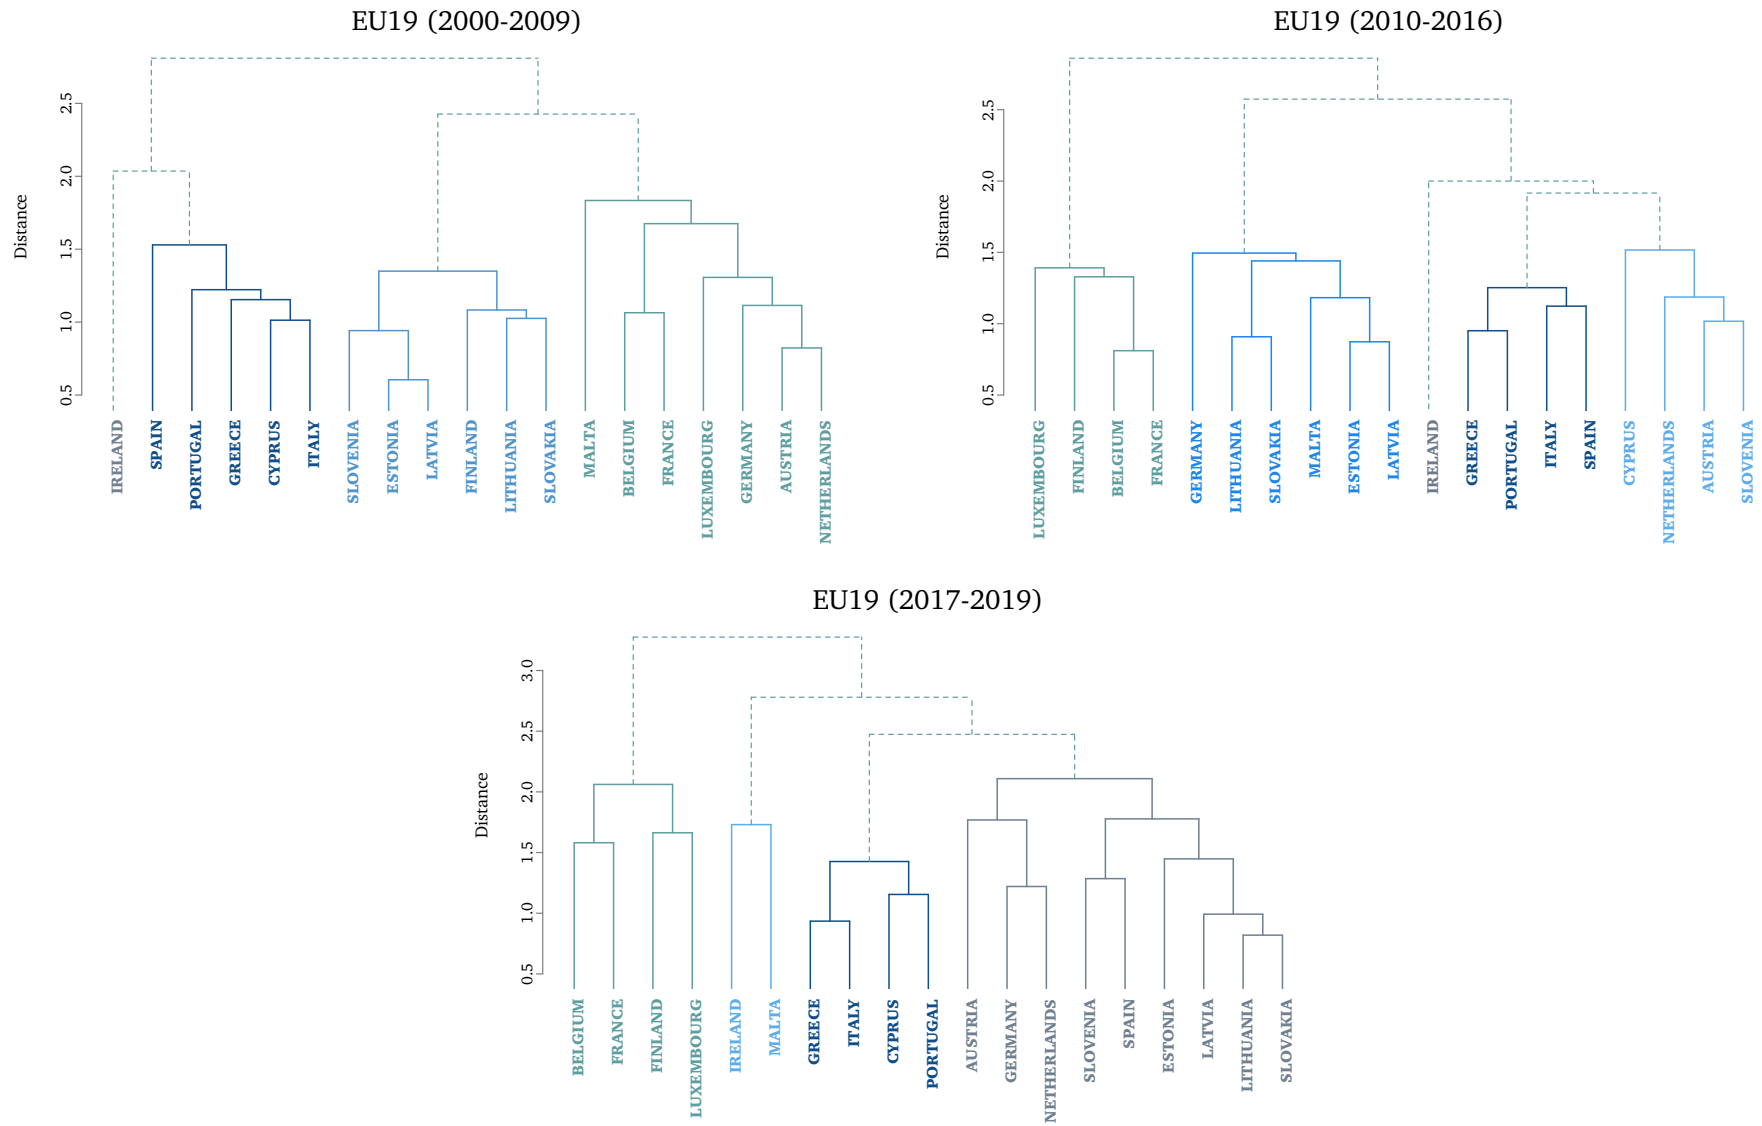 EU19 (2000-2009)
Distance
2.5
2.0
1.5
1.0
0.5
IRELAND
SPAIN
PORTUGAL
GREECE
CYPRUS
ITALY
SLOVENIA
ESTONIA
LATVIA
FINLAND
LITHUANIA
SLOVAKIA
MALTA
BELGIUM
FRANCE
LUXEMBOURG
GERMANY
AUSTRIA
NETHERLANDS
EU19 (2010-2016)
Distance
2.5
2.0
1.5
1.0
0.5
LUXEMBOURG
FINLAND
BELGIUM
FRANCE
GERMANY
LITHUANIA
SLOVAKIA
MALTA
ESTONIA
LATVIA
IRELAND
GREECE
PORTUGAL
ITALY
SPAIN
CYPRUS
NETHERLANDS
AUSTRIA
SLOVENIA
EU19 (2017-2019)
Distance
3.0
2.5
2.0
1.5
1.0
0.5
BELGIUM
FRANCE
FINLAND
LUXEMBOURG
IRELAND
MALTA
GREECE
ITALY
CYPRUS
PORTUGAL
AUSTRIA
GERMANY
NETHERLANDS
SLOVENIA
SPAIN
ESTONIA
LATVIA
LITHUANIA
SLOVAKIA